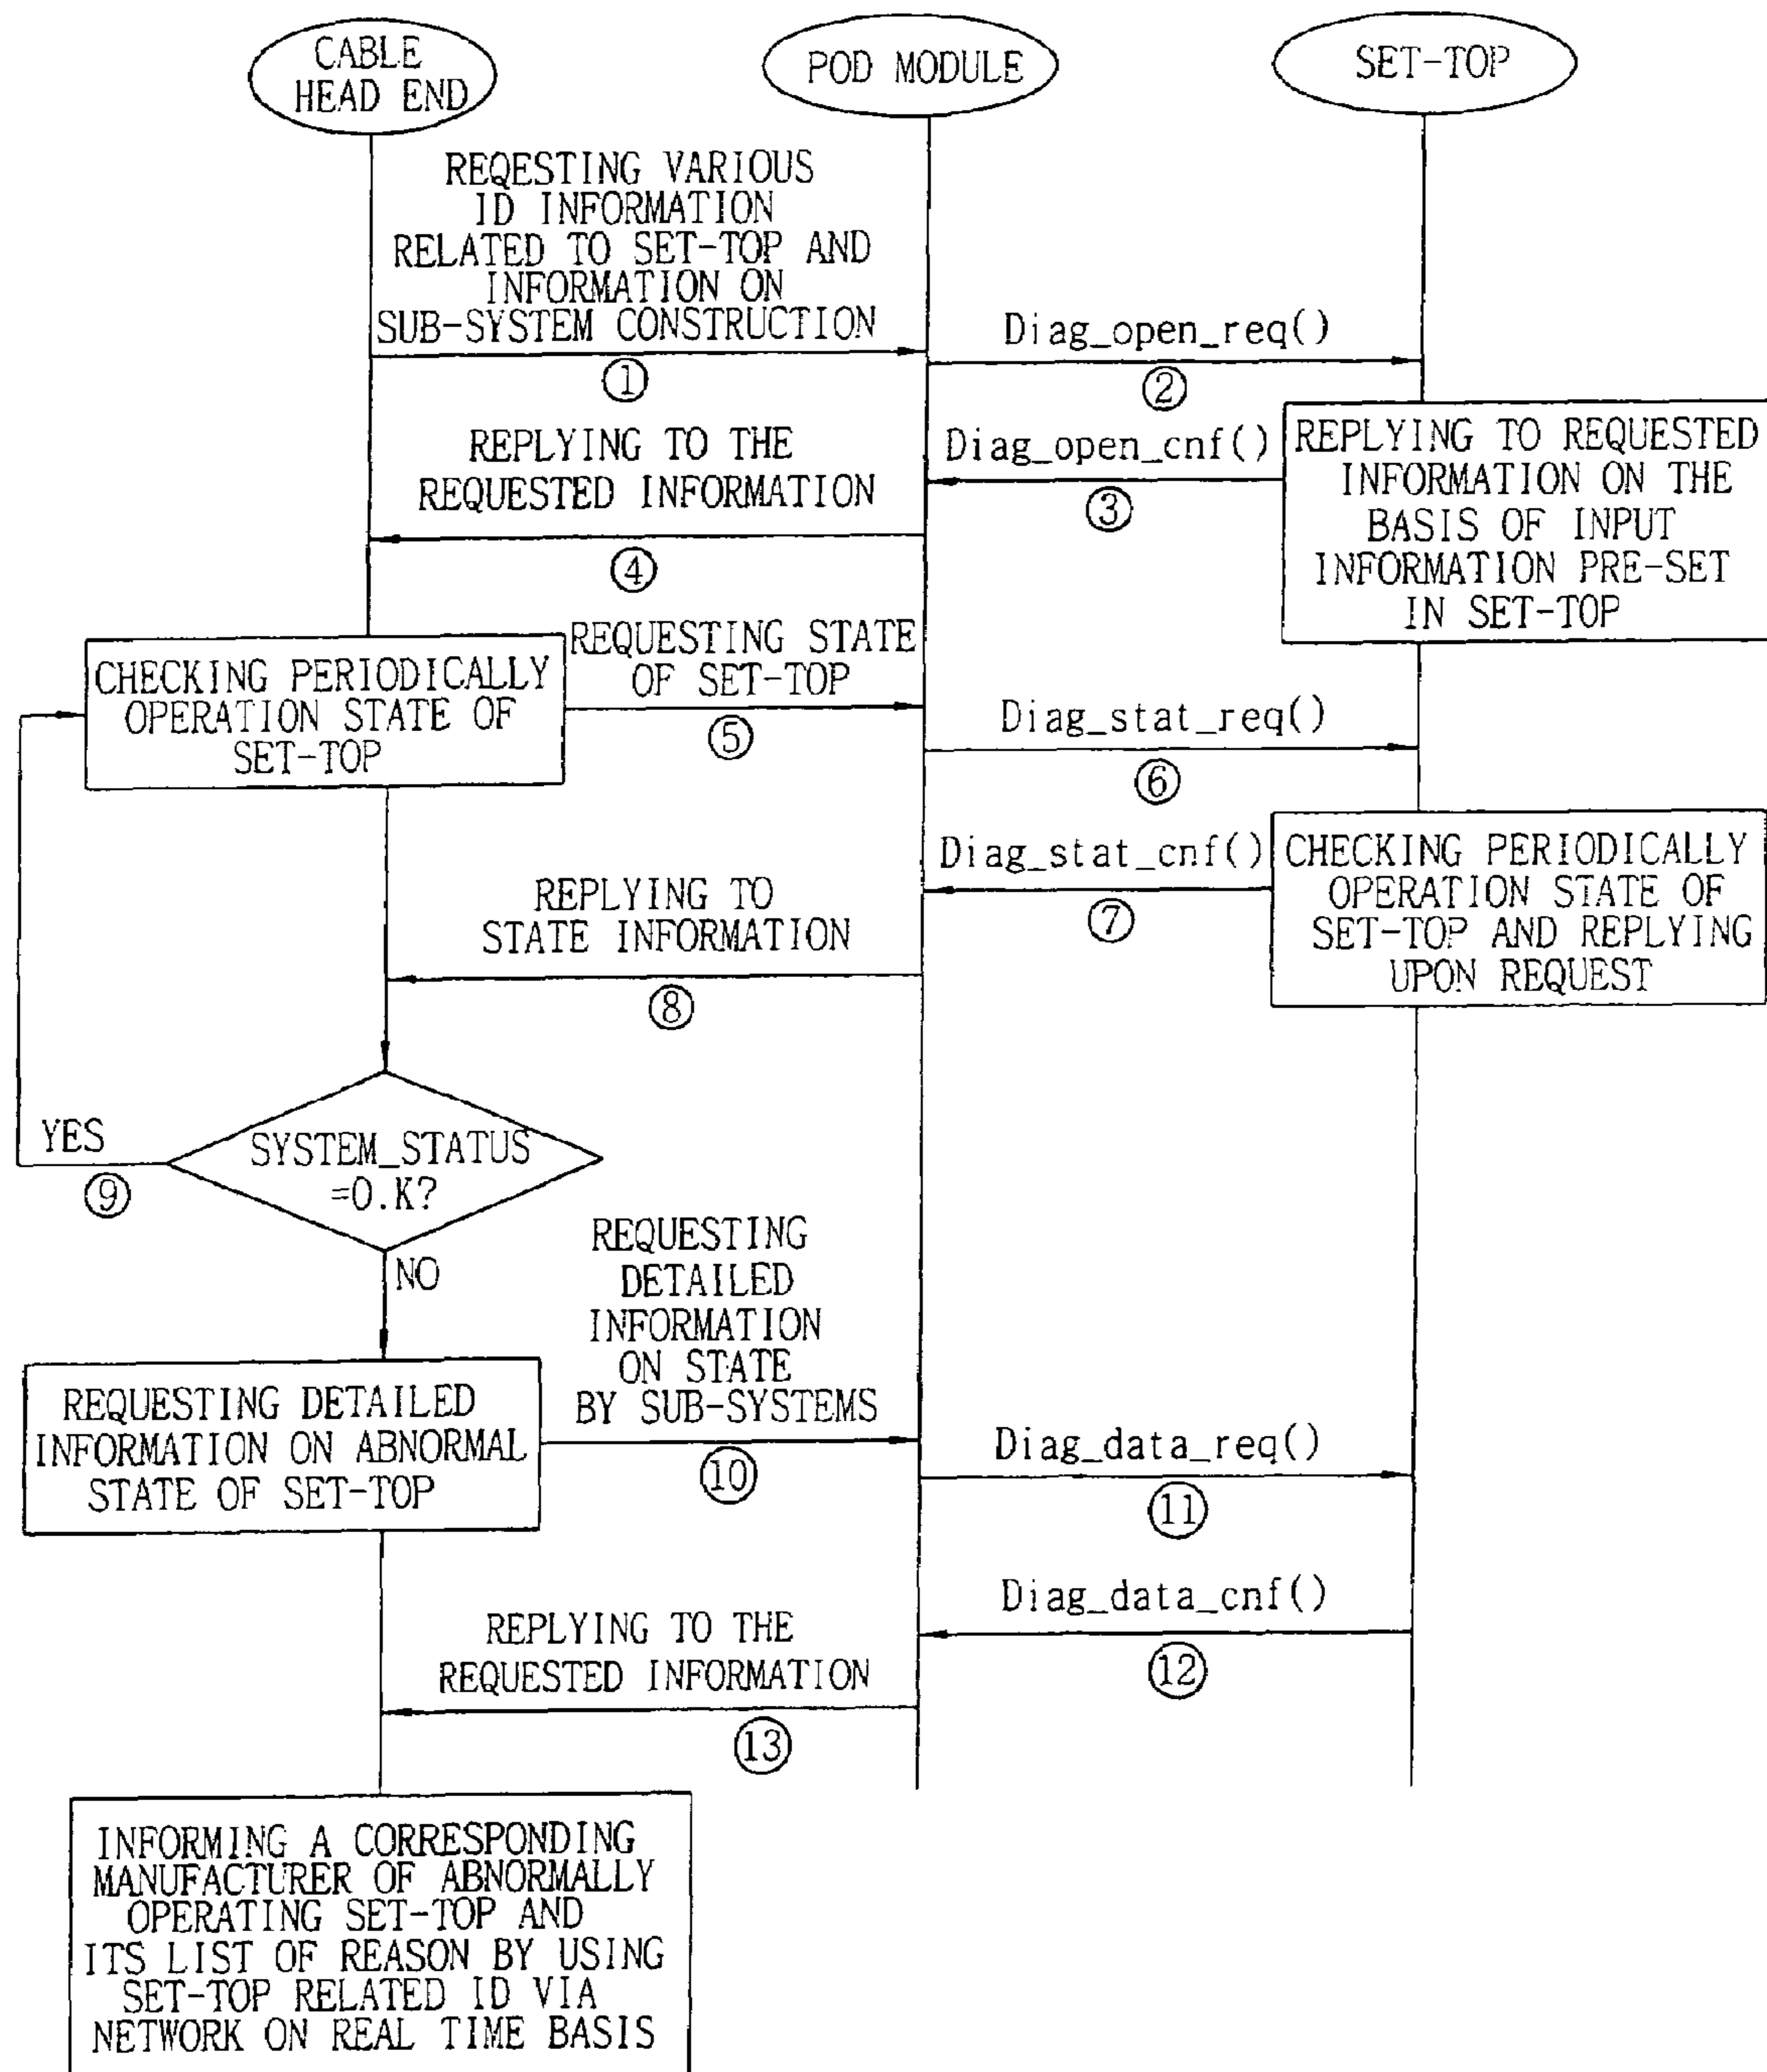 CABLE
HEAD END
POD MODULE
SET-TOP
REQESTING VARIOUS
ID INFORMATION
RELATED TO SET-TOP AND
INFORMATION ON
SUB-SYSTEM CONSTRUCTION
①
Diag_open_req()
②
REPLYING TO THE
REQUESTED INFORMATION
④
Diag_open_cnf()
③
REPLYING TO REQUESTED
INFORMATION ON THE
BASIS OF INPUT
INFORMATION PRE-SET
IN SET-TOP
CHECKING PERIODICALLY
OPERATION STATE OF
SET-TOP
REQUESTING STATE
OF SET-TOP
⑤
Diag_stat_req()
⑥
Diag_stat_cnf()
⑦
CHECKING PERIODICALLY
OPERATION STATE OF
SET-TOP AND REPLYING
UPON REQUEST
REPLYING TO
STATE INFORMATION
⑧
YES
⑨
SYSTEM_STATUS
=O.K?
NO
REQUESTING DETAILED
INFORMATION ON ABNORMAL
STATE OF SET-TOP
REQUESTING
DETAILED
INFORMATION
ON STATE
BY SUB-SYSTEMS
⑩
Diag_data_req()
⑪
Diag_data_cnf()
⑫
REPLYING TO THE
REQUESTED INFORMATION
⑬
INFORMING A CORRESPONDING
MANUFACTURER OF ABNORMALLY
OPERATING SET-TOP AND
ITS LIST OF REASON BY USING
SET-TOP RELATED ID VIA
NETWORK ON REAL TIME BASIS